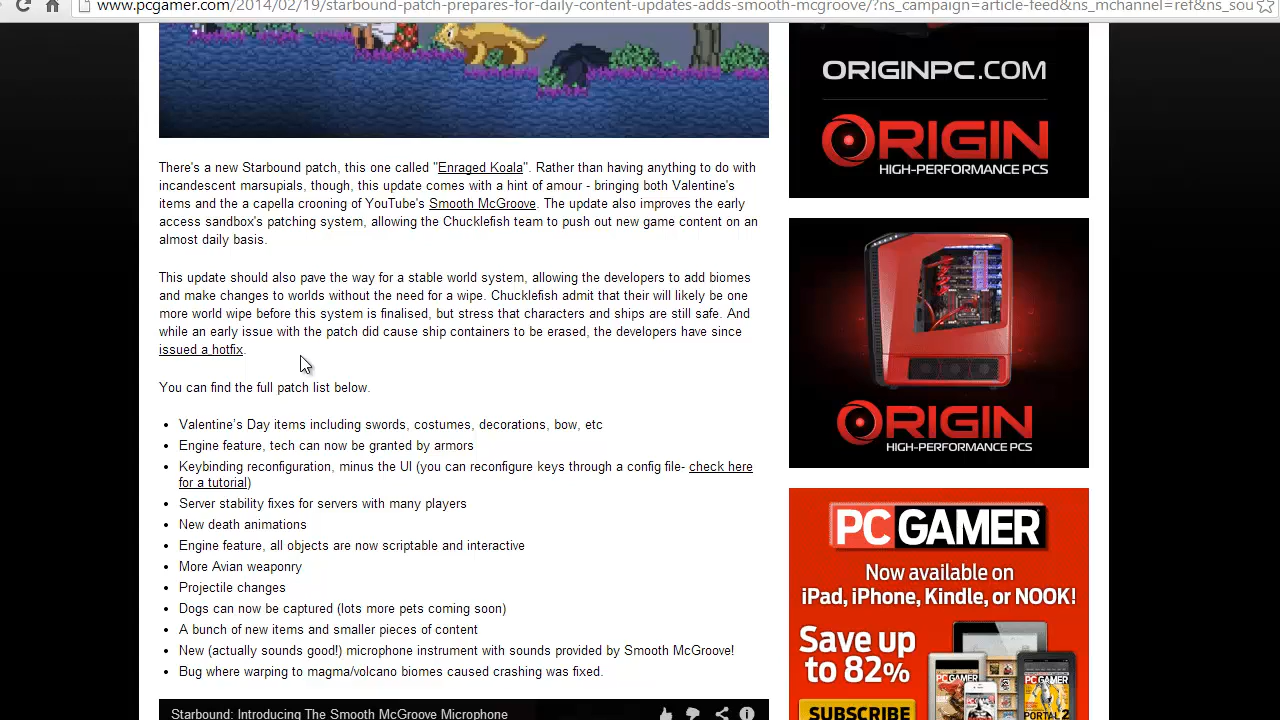 www.pcgamer.com/2014/02/19/starbound-patch-prepares-for-daily-content-updates-adds-smooth-mcgroove/?ns_campaign=article-feed&ns_mchannel=ref&ns_sou
There's a new Starbound patch, this one called "Enraged Koala". Rather than having anything to do with
incandescent marsupials, though, this update comes with a hint of amour - bringing both Valentine's
items and the a capella crooning of YouTube's Smooth McGroove. The update also improves the early
access sandbox's patching system, allowing the Chucklefish team to push out new game content on an
almost daily basis.
This update should also pave the way for a stable world system, enabling the developers to add biomes
and make changes to worlds without the need for a wipe. Chucklefish admit that their will likely be one
more world wipe before this system is finalised, but stress that characters and ships are still safe. And
while an early issue with the patch did cause ship containers to be erased, the developers have since
issued a hotfix.
You can find the full patch list below.
• Valentine's Day items including swords, costumes, decorations, bow, etc
• Engine feature, tech can now be granted by armors
• Keybinding reconfiguration, minus the UI (you can reconfigure keys through a config file- check here
for a tutorial)
• Server stability fixes for servers with many players
• New death animations
• Engine feature, all objects are now scriptable and interactive
• More Avian weaponry
• Projectile changes
• Dogs can now be captured (lots more pets coming soon)
• A bunch of new items and smaller pieces of content
• New (actually sounds good!) microphone instrument with sounds provided by Smooth McGroove!
• Bug where warping to magma/volcano biomes caused crashing was fixed.
Starbound: Introducing The Smooth McGroove Microphone
ORIGINPC.COM
ORIGIN
HIGH-PERFORMANCE PCS
ORIGIN
HIGH-PERFORMANCE PCS
PC GAMER
Now available on
iPad, iPhone, Kindle, or NOOK!
Save up
to 82%
SUBSCRIBE
PC GAMER
PC GAMER
PORTAL 2